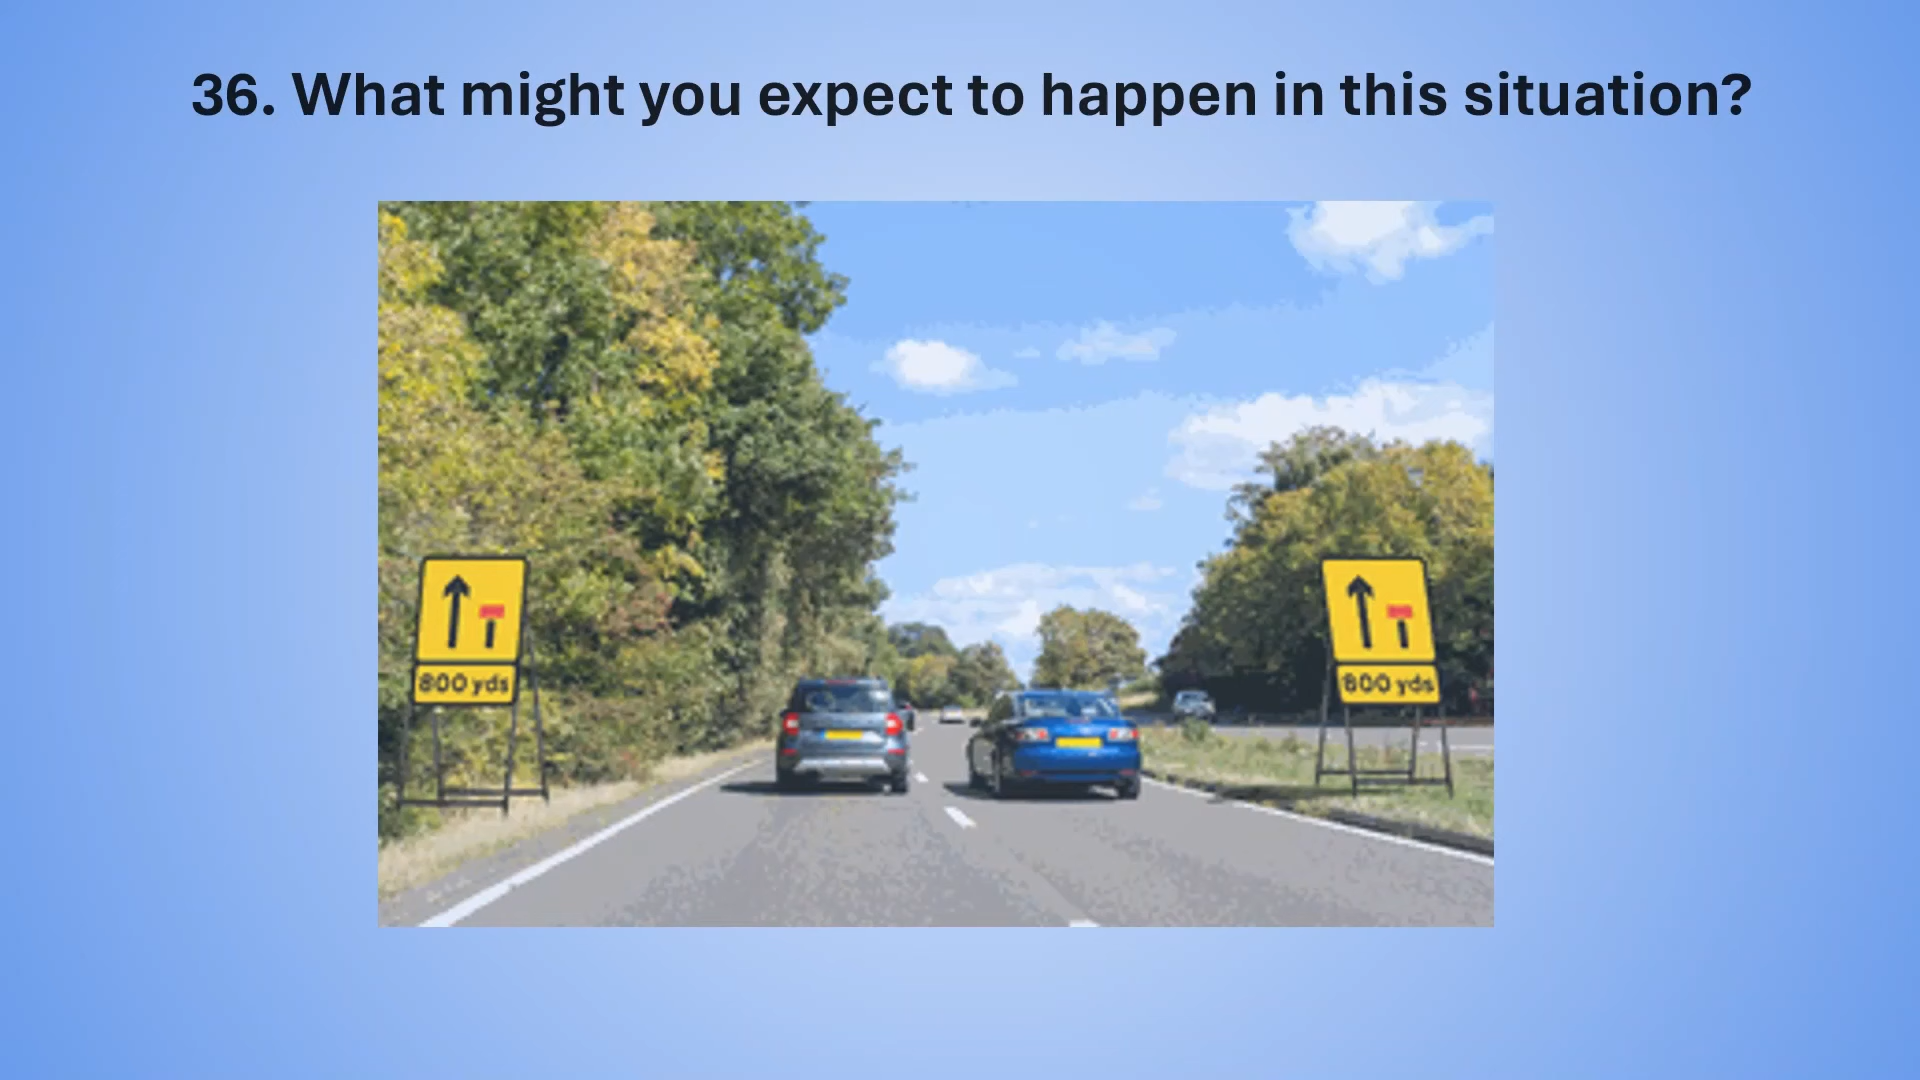 36. What might you expect to happen in this situation?
800 yds
800 yds